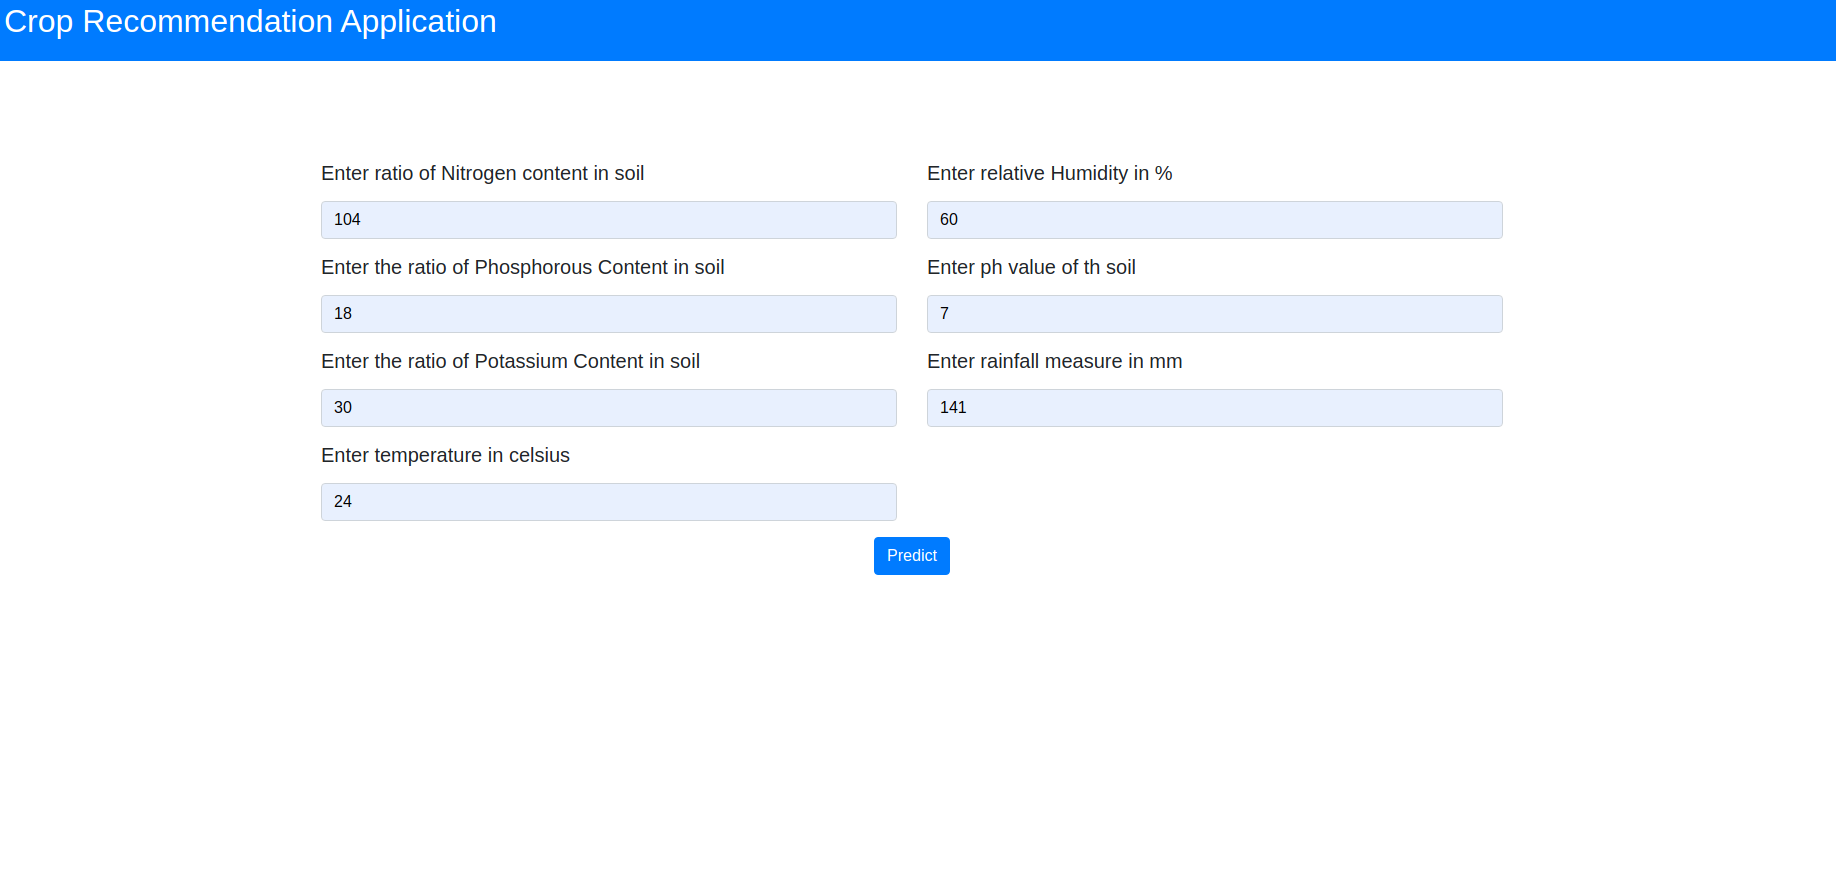 Crop Recommendation Application
Enter ratio of Nitrogen content in soil
104
Enter the ratio of Phosphorous Content in soil
18
Enter the ratio of Potassium Content in soil
30
Enter temperature in celsius
24
Enter relative Humidity in %
60
Enter ph value of th soil
7
Enter rainfall measure in mm
141
Predict